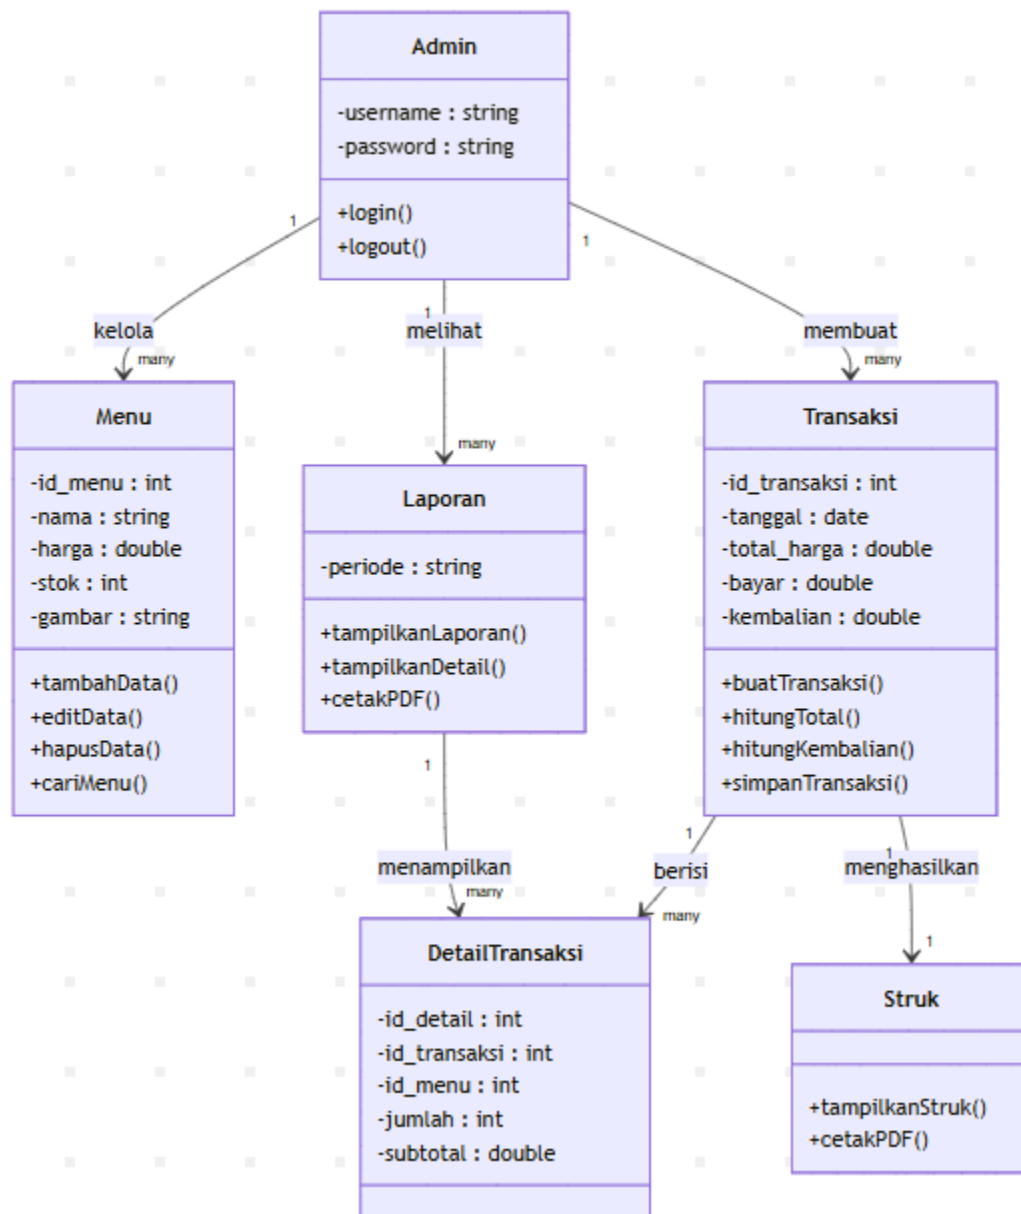 Admin
-username : string
-password : string
+login()
+logout()
1
1
1
kelola
melihat
membuat
many
many
many
Menu
-id_menu : int
-nama : string
-harga : double
-stok : int
-gambar : string
+tambahData()
+editData()
+hapusData()
+cariMenu()
Laporan
-periode : string
+tampilkanLaporan()
+tampilkanDetail()
+cetakPDF()
Transaksi
-id_transaksi : int
-tanggal : date
-total_harga : double
-bayar : double
-kembalian : double
+buatTransaksi()
+hitungTotal()
+hitungKembalian()
+simpanTransaksi()
1
menampilkan
many
1
berisi
many
1
menghasilkan
1
DetailTransaksi
-id_detail : int
-id_transaksi : int
-id_menu : int
-jumlah : int
-subtotal : double
Struk
+tampilkanStruk()
+cetakPDF()